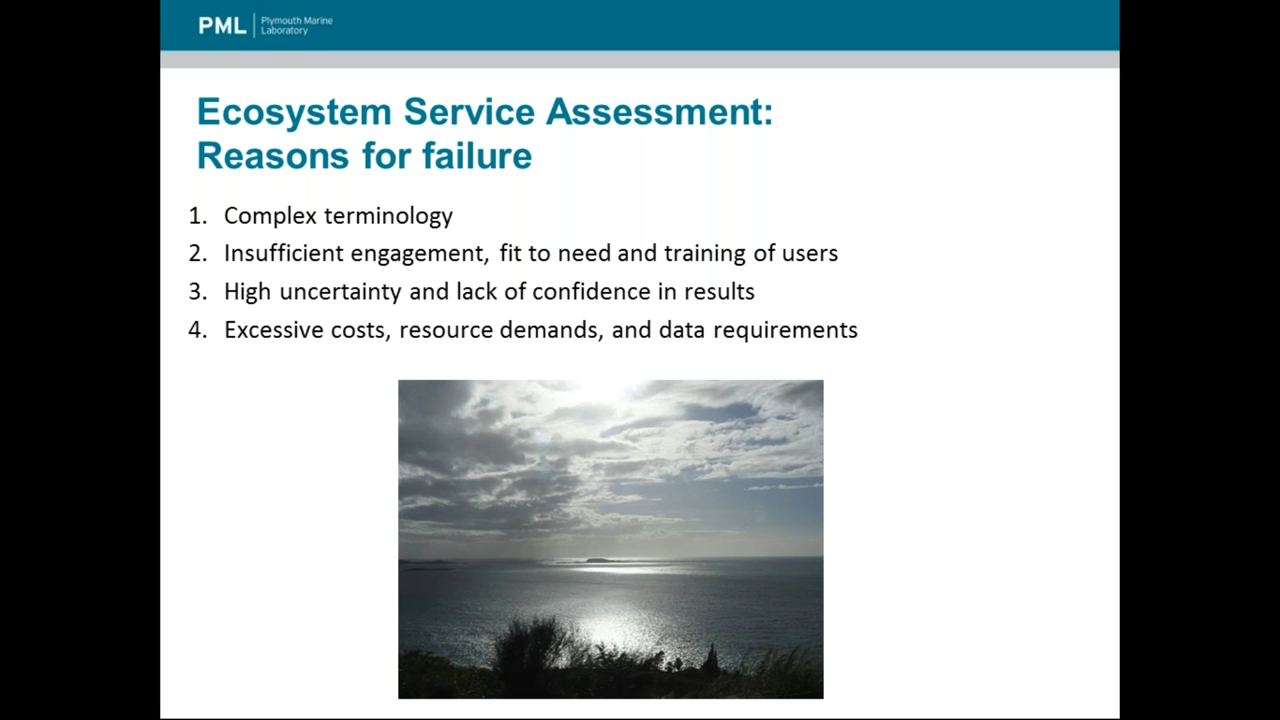 PML Plymouth Marine
Laboratory
Ecosystem Service Assessment:
Reasons for failure
1. Complex terminology
2. Insufficient engagement, fit to need and training of users
3. High uncertainty and lack of confidence in results
4. Excessive costs, resource demands, and data requirements